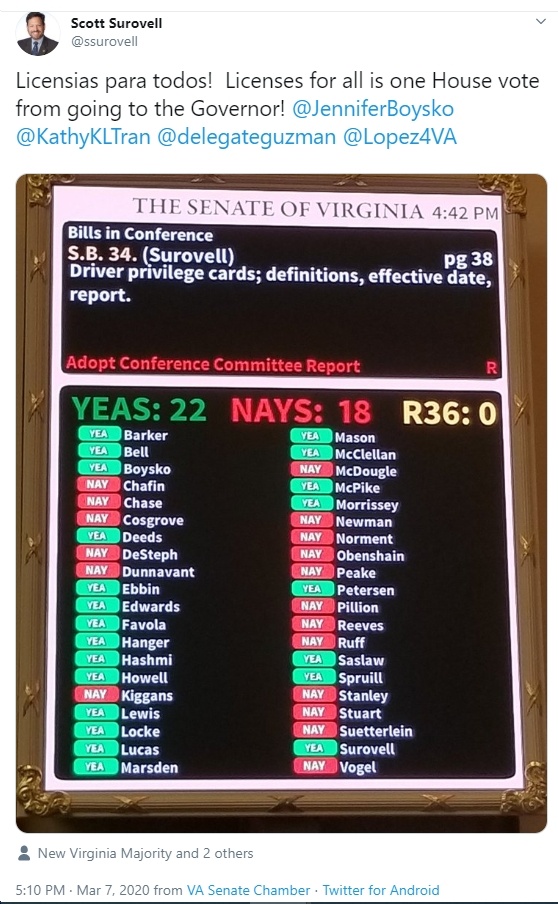 Scott Surovell
@ssurovell
Licensias para todos!  Licenses for all is one House vote
from going to the Governor! @JenniferBoysko
@KathyKLTran @delegateguzman @Lopez4VA
THE SENATE OF VIRGINIA 4:42 PM
Bills in Conference
S.B. 34. (Surovell) pg 38
Driver privilege cards; definitions, effective date,
report.
Adopt Conference Committee Report R
YEAS: 22 NAYS: 18 R36: 0
YEA Barker
YEA Bell
YEA Boysko
NAY Chafin
NAY Chase
NAY Cosgrove
YEA Deeds
NAY DeSteph
NAY Dunnavant
YEA Ebbin
YEA Edwards
YEA Favola
YEA Hanger
YEA Hashmi
YEA Howell
NAY Kiggans
YEA Lewis
YEA Locke
YEA Lucas
YEA Marsden
YEA Mason
YEA McClellan
NAY McDougle
YEA McPike
YEA Morrissey
NAY Newman
NAY Norment
NAY Obenshain
NAY Peake
YEA Petersen
NAY Pillion
NAY Reeves
NAY Ruff
YEA Saslaw
YEA Spruill
NAY Stanley
NAY Stuart
NAY Suetterlein
YEA Surovell
NAY Vogel
New Virginia Majority and 2 others
5:10 PM · Mar 7, 2020 from VA Senate Chamber · Twitter for Android